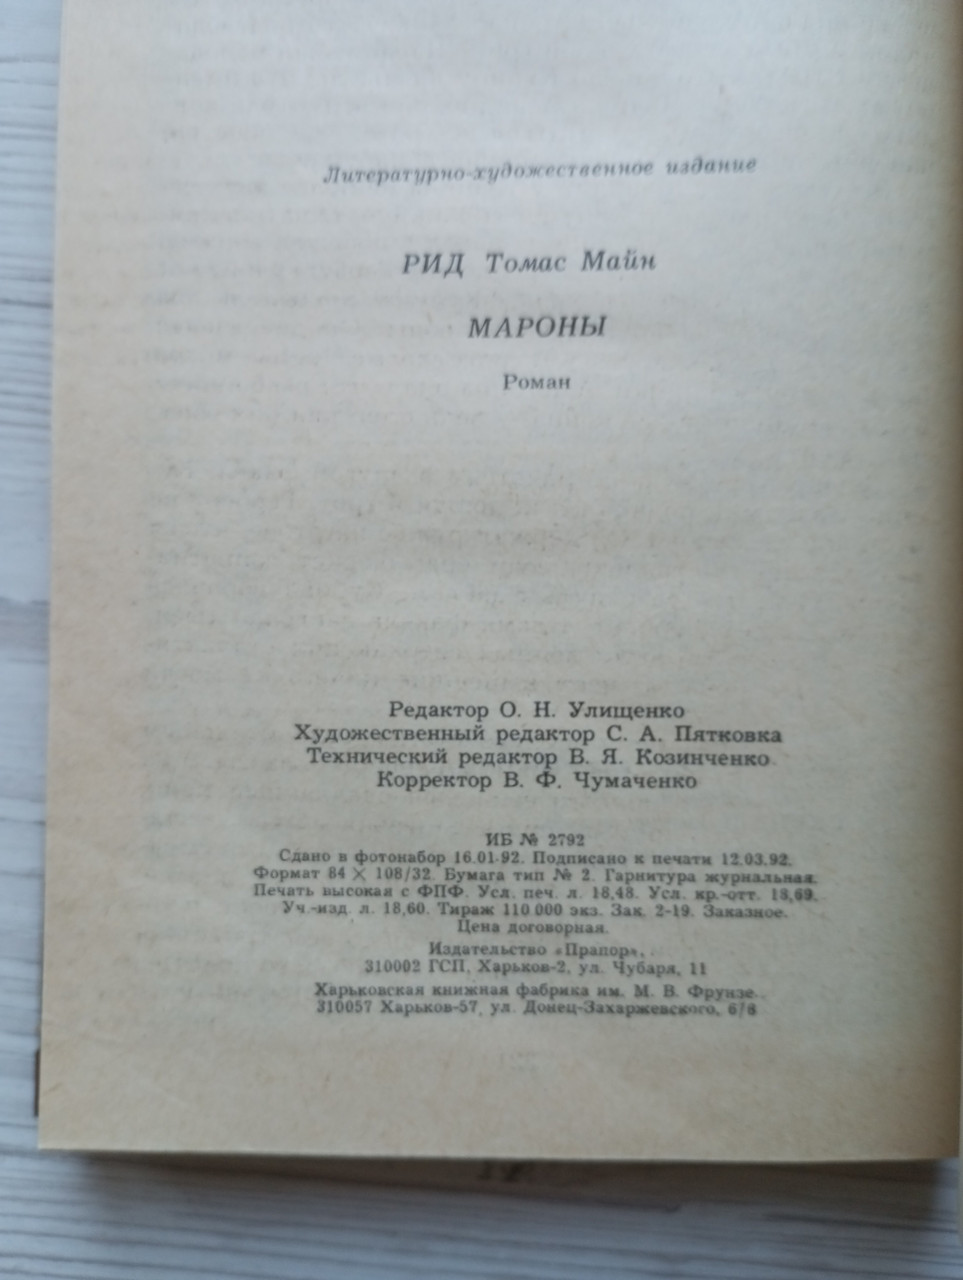 Литературно-художественное издание
РИД Томас Майн
МАРОНЫ
Роман
Редактор О. Н. Улищенко
Художественный редактор С. А. Пятковка
Технический редактор В. Я. Козинченко
Корректор В. Ф. Чумаченко
ИБ № 2792
Сдано в фотонабор 16.01.92. Подписано к печати 12.03.92.
Формат 84 × 108/32. Бумага тип № 2. Гарнитура журнальная.
Печать высокая с ФПФ. Усл. печ. л. 18,48. Усл. кр.-отт. 18,69.
Уч.-изд. л. 18,60. Тираж 110 000 экз. Зак. 2-19. Заказное.
Цена договорная.
Издательство «Прапор»,
310002 ГСП, Харьков-2, ул. Чубаря, 11
Харьковская книжная фабрика им. М. В. Фрунзе.
310057 Харьков-57, ул. Донец-Захаржевского, 6/8